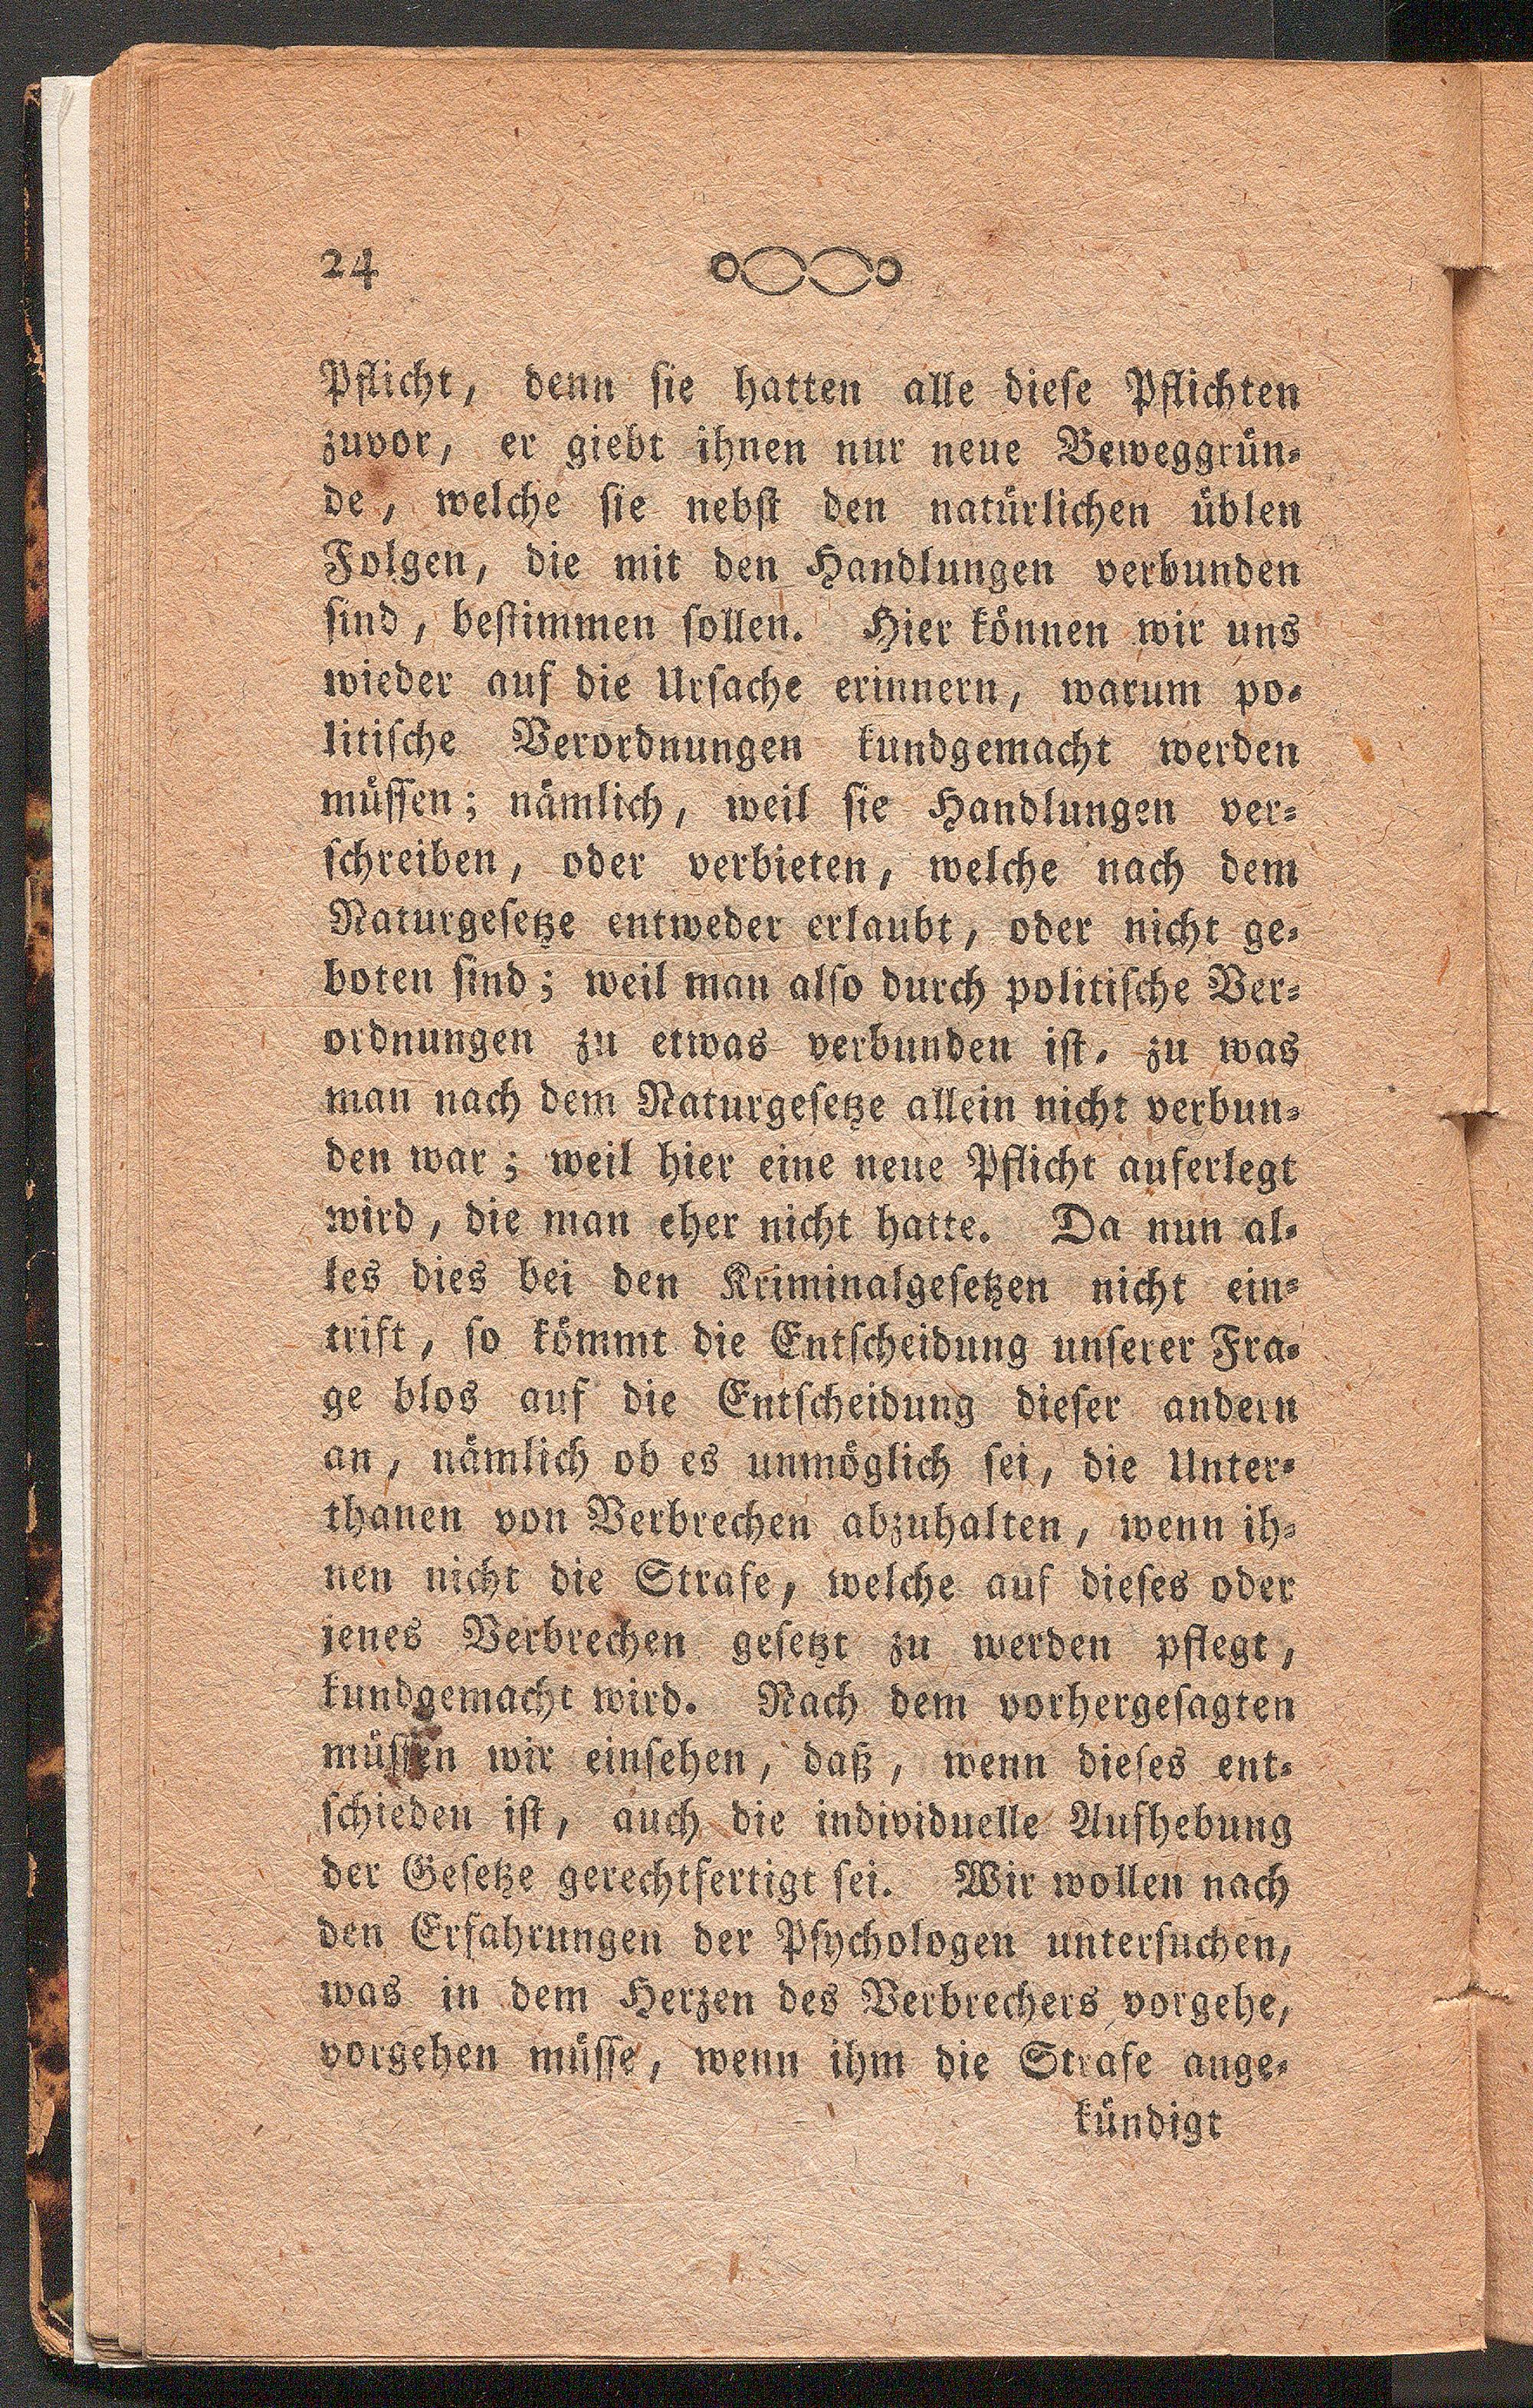 24
Pflicht, denn sie hatten alle diese Pflichten
zuvor, er giebt ihnen nur neue Beweggrün-
de, welche sie nebst den natürlichen üblen
Folgen, die mit den Handlungen verbunden
sind, bestimmen sollen. Hier können wir uns
wieder auf die Ursache erinnern, warum po-
litische Verordnungen kundgemacht werden
müssen; nämlich, weil sie Handlungen ver-
schreiben, oder verbieten, welche nach dem
Naturgesetze entweder erlaubt, oder nicht ge-
boten sind; weil man also durch politische Ver-
ordnungen zu etwas verbunden ist, zu was
man nach dem Naturgesetze allein nicht verbun-
den war; weil hier eine neue Pflicht auferlegt
wird, die man eher nicht hatte. Da nun al-
les dies bei den Kriminalgesetzen nicht ein-
trift, so kömmt die Entscheidung unserer Fra-
ge blos auf die Entscheidung dieser andern
an, nämlich ob es unmöglich sei, die Unter-
thanen von Verbrechen abzuhalten, wenn ih-
nen nicht die Strafe, welche auf dieses oder
jenes Verbrechen gesetzt zu werden pflegt,
kundgemacht wird. Nach dem vorhergesagten
müssen wir einsehen, daß, wenn dieses ent-
schieden ist, auch die individuelle Aufhebung
der Gesetze gerechtfertigt sei. Wir wollen nach
den Erfahrungen der Psychologen untersuchen,
was in dem Herzen des Verbrechers vorgehe,
vorgehen müsse, wenn ihm die Strafe ange-
kündigt